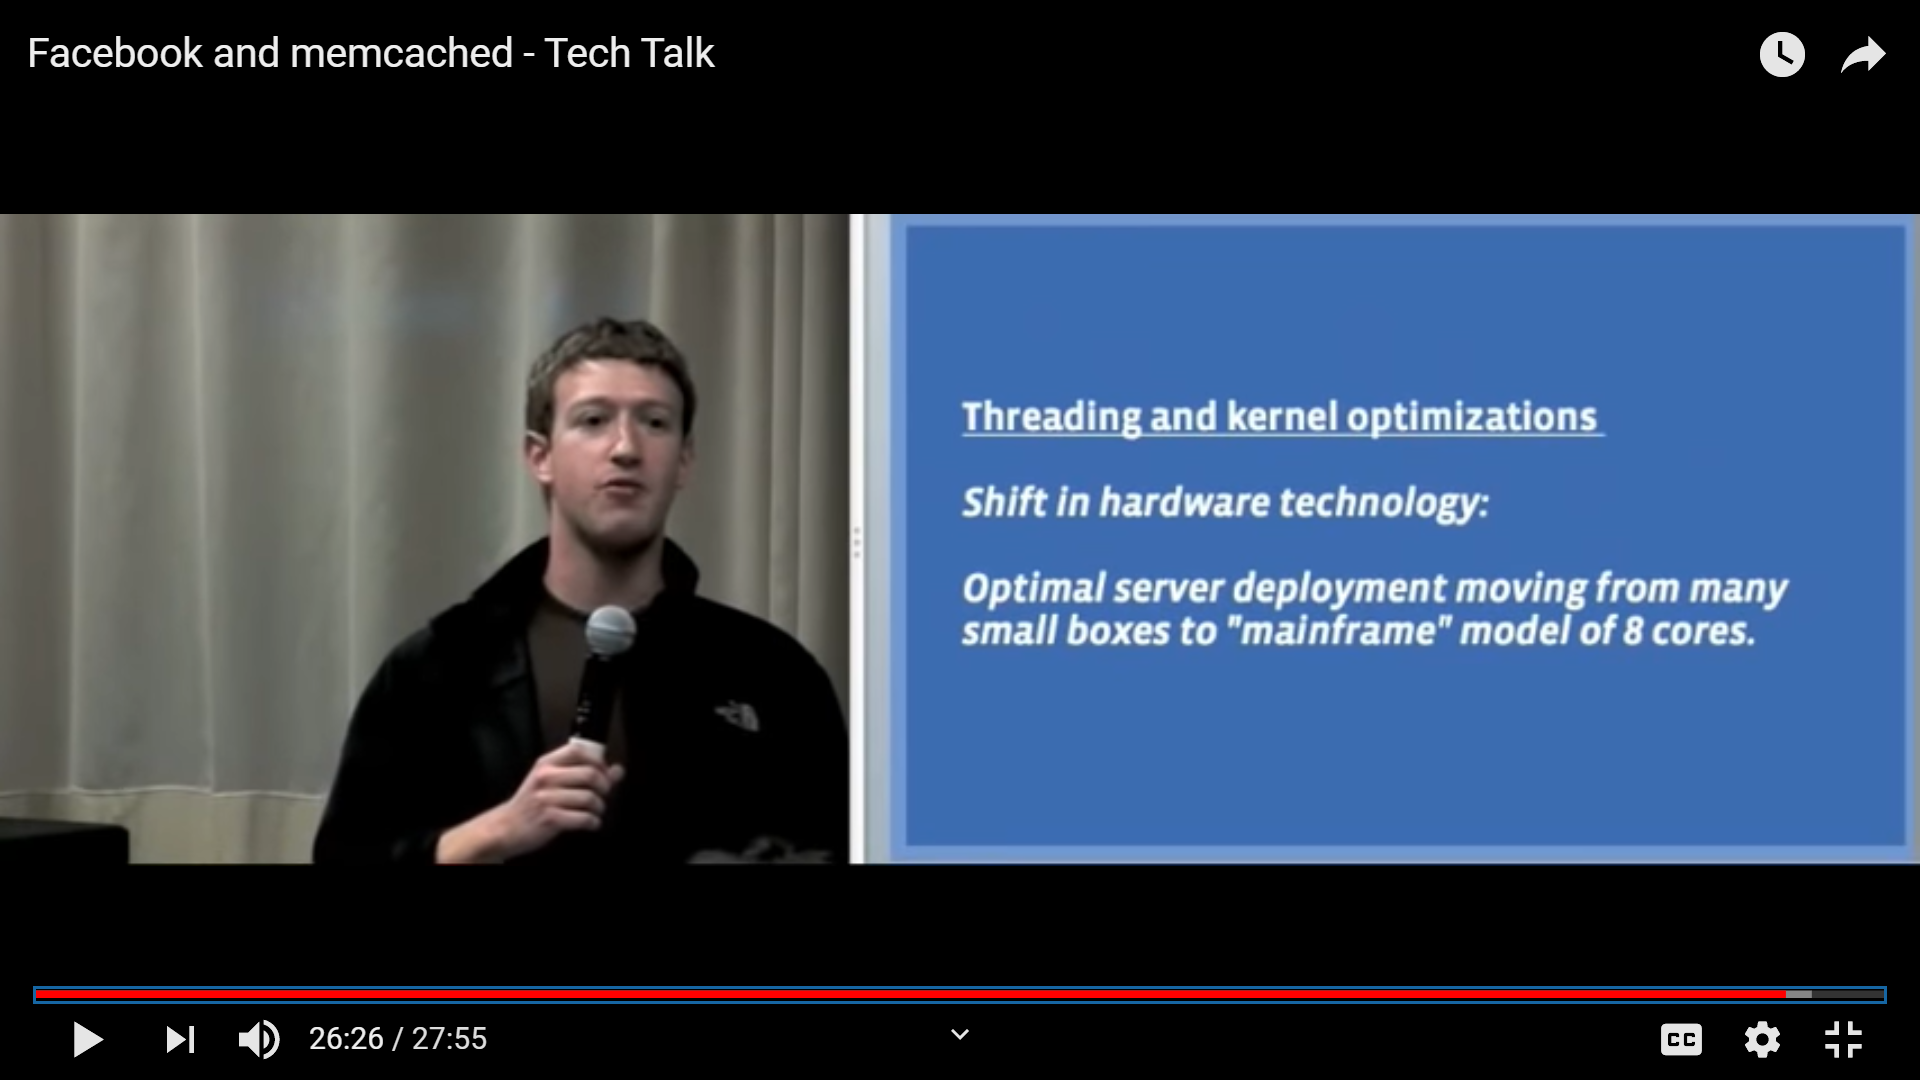 Facebook and memcached - Tech Talk
Threading and kernel optimizations
Shift in hardware technology:
Optimal server deployment moving from many
small boxes to "mainframe" model of 8 cores.
26:26 / 27:55
CC